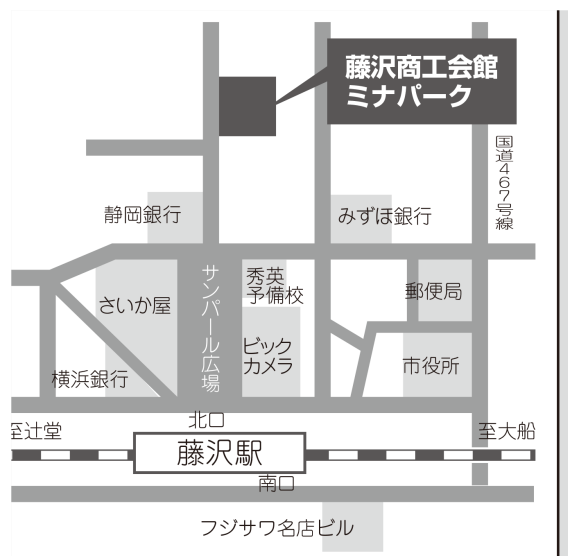 藤沢商工会館
ミナパーク
国道467号線
静岡銀行
みずほ銀行
サンパール広場
秀英
予備校
郵便局
さいか屋
ビック
カメラ
市役所
横浜銀行
北口
至辻堂
至大船
藤沢駅
南口
フジサワ名店ビル